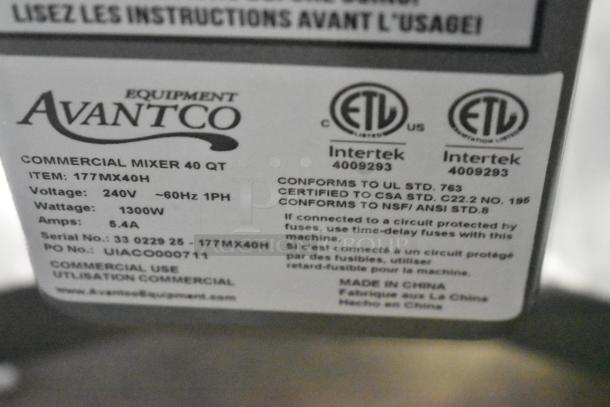 LISEZ LES INSTRUCTIONS AVANT L'USAGE!
EQUIPMENT
AVANTCO
COMMERCIAL MIXER 40 QT
ITEM: 177MX40H
Voltage: 240V ~60Hz 1PH
Wattage: 1300W
Amps: 5.4A
Serial No.: 33 0229 25 - 177MX40H
PO No.: UIACO000711
COMMERCIAL USE
UTLISATION COMMERCIAL
www.AvantcoEquipment.com
C ETL US
LISTED
Intertek
4009293
ETL
SANITATION LISTED
Intertek
4009293
CONFORMS TO UL STD. 763
CERTIFIED TO CSA STD. C22.2 NO. 195
CONFORMS TO NSF/ ANSI STD.8
If connected to a circuit protected by
fuses, use time-delay fuses with this
machine.
Si c'est connecté à un circuit protégé
par des fusibles, utiliser
retard-fusible pour la machine.
MADE IN CHINA
Fabrique aux La China
Hecho en China